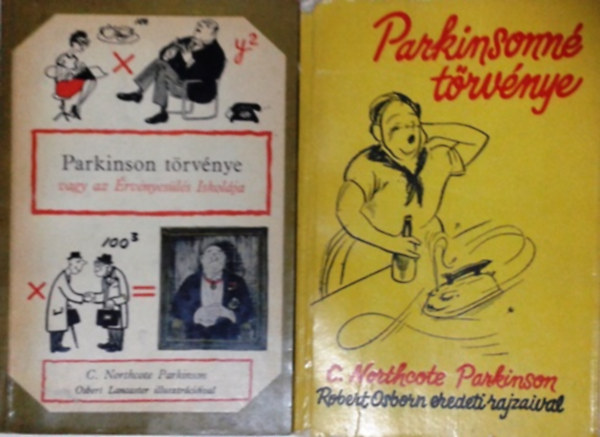 100
×
y²
Parkinson törvénye
vagy az Érvényesülés Iskolája
100³
×
=
C. Northcote Parkinson
Osbert Lancaster illusztrációival
Parkinsonné
törvénye
C. Northcote Parkinson
Robert Osborn eredeti rajzaival